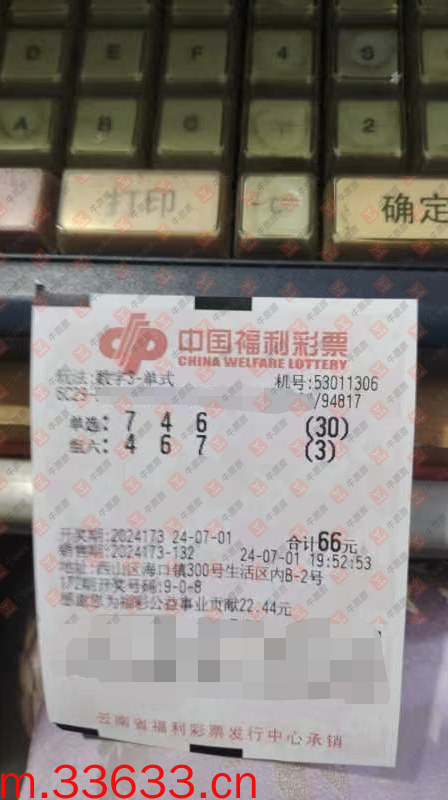 D E F 4 3
A B C 2
打印 确定
中国福利彩票
CHINA WELFARE LOTTERY
玩法:数字3-单式 机号:53011306
/94817
单选:7 4 6 (30)
组六:4 6 7 (3)
开奖期:2024173 24-07-01 合计66元
销售期:2024173-132 24-07-01 19:52:53
地址:西山区海口镇300号生活区内B-2号
172期开奖号码:9-0-8
感谢您为福彩公益事业贡献22.44元
云南省福利彩票发行中心承销
m.33633.cn